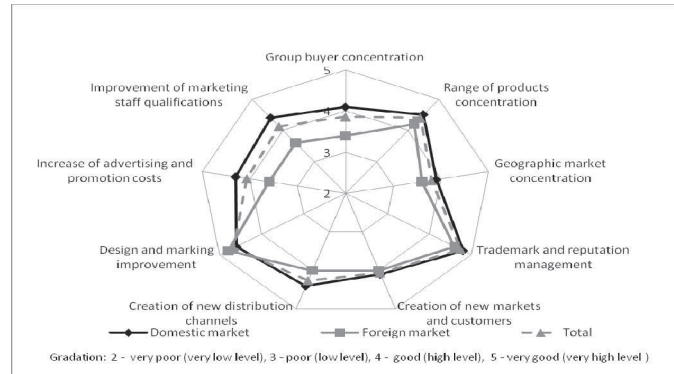 Group buyer concentration
5
Improvement of marketing
staff qualifications
Range of products
concentration
4
Increase of advertising and
promotion costs
3
Geographic market
concentration
2
Design and marking
improvement
Trademark and reputation
management
Creation of new distribution
channels
Creation of new markets
and customers
Domestic market
Foreign market
Total
Gradation: 2 - very poor (very low level), 3 - poor (low level), 4 - good (high level), 5 - very good (very high level )